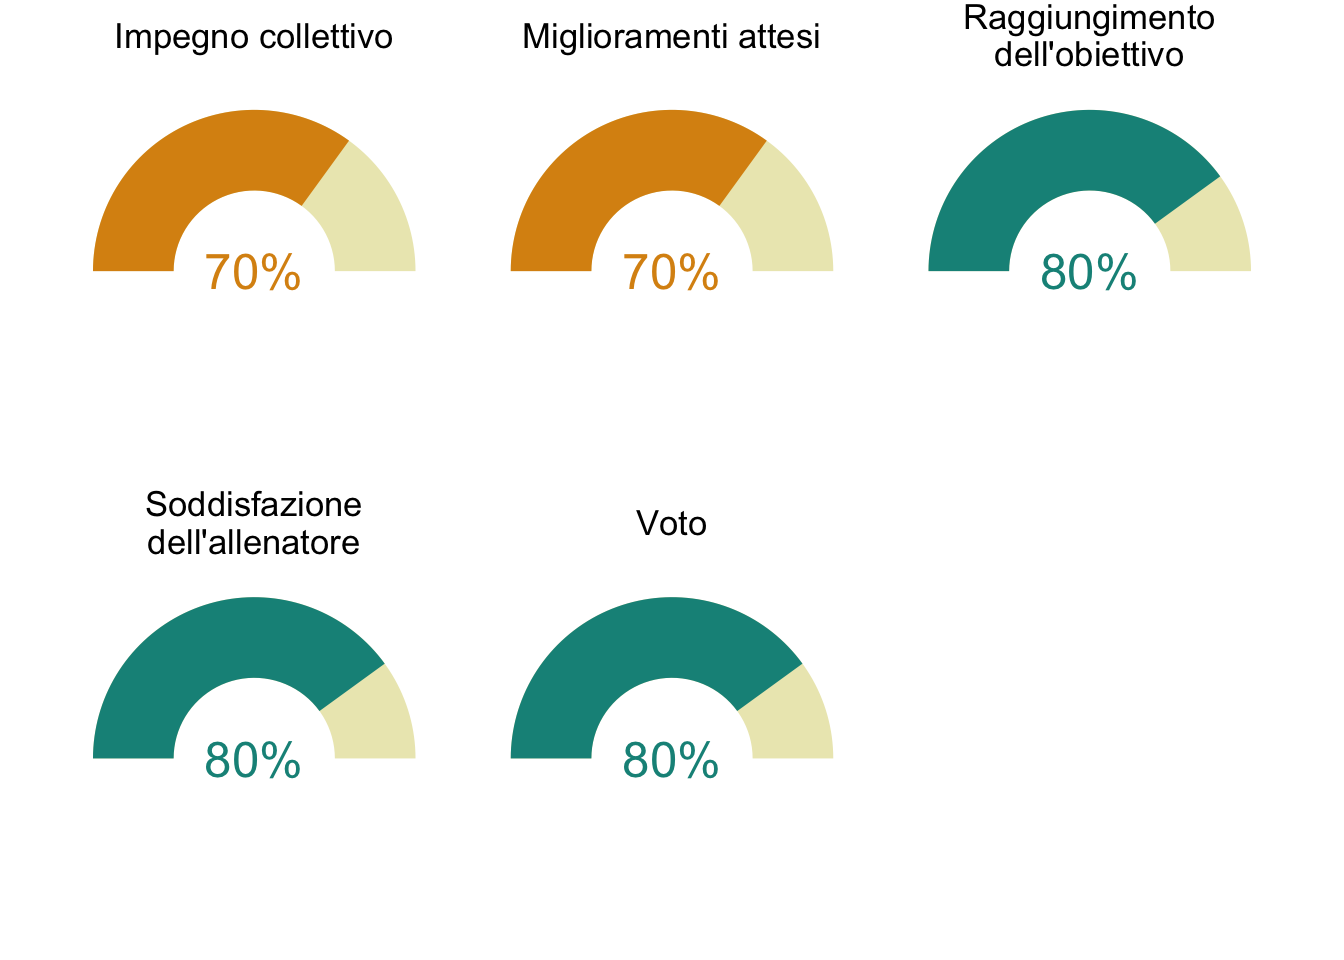 Impegno collettivo
Miglioramenti attesi
Raggiungimento
dell'obiettivo
70%
70%
80%
Soddisfazione
dell'allenatore
Voto
80%
80%